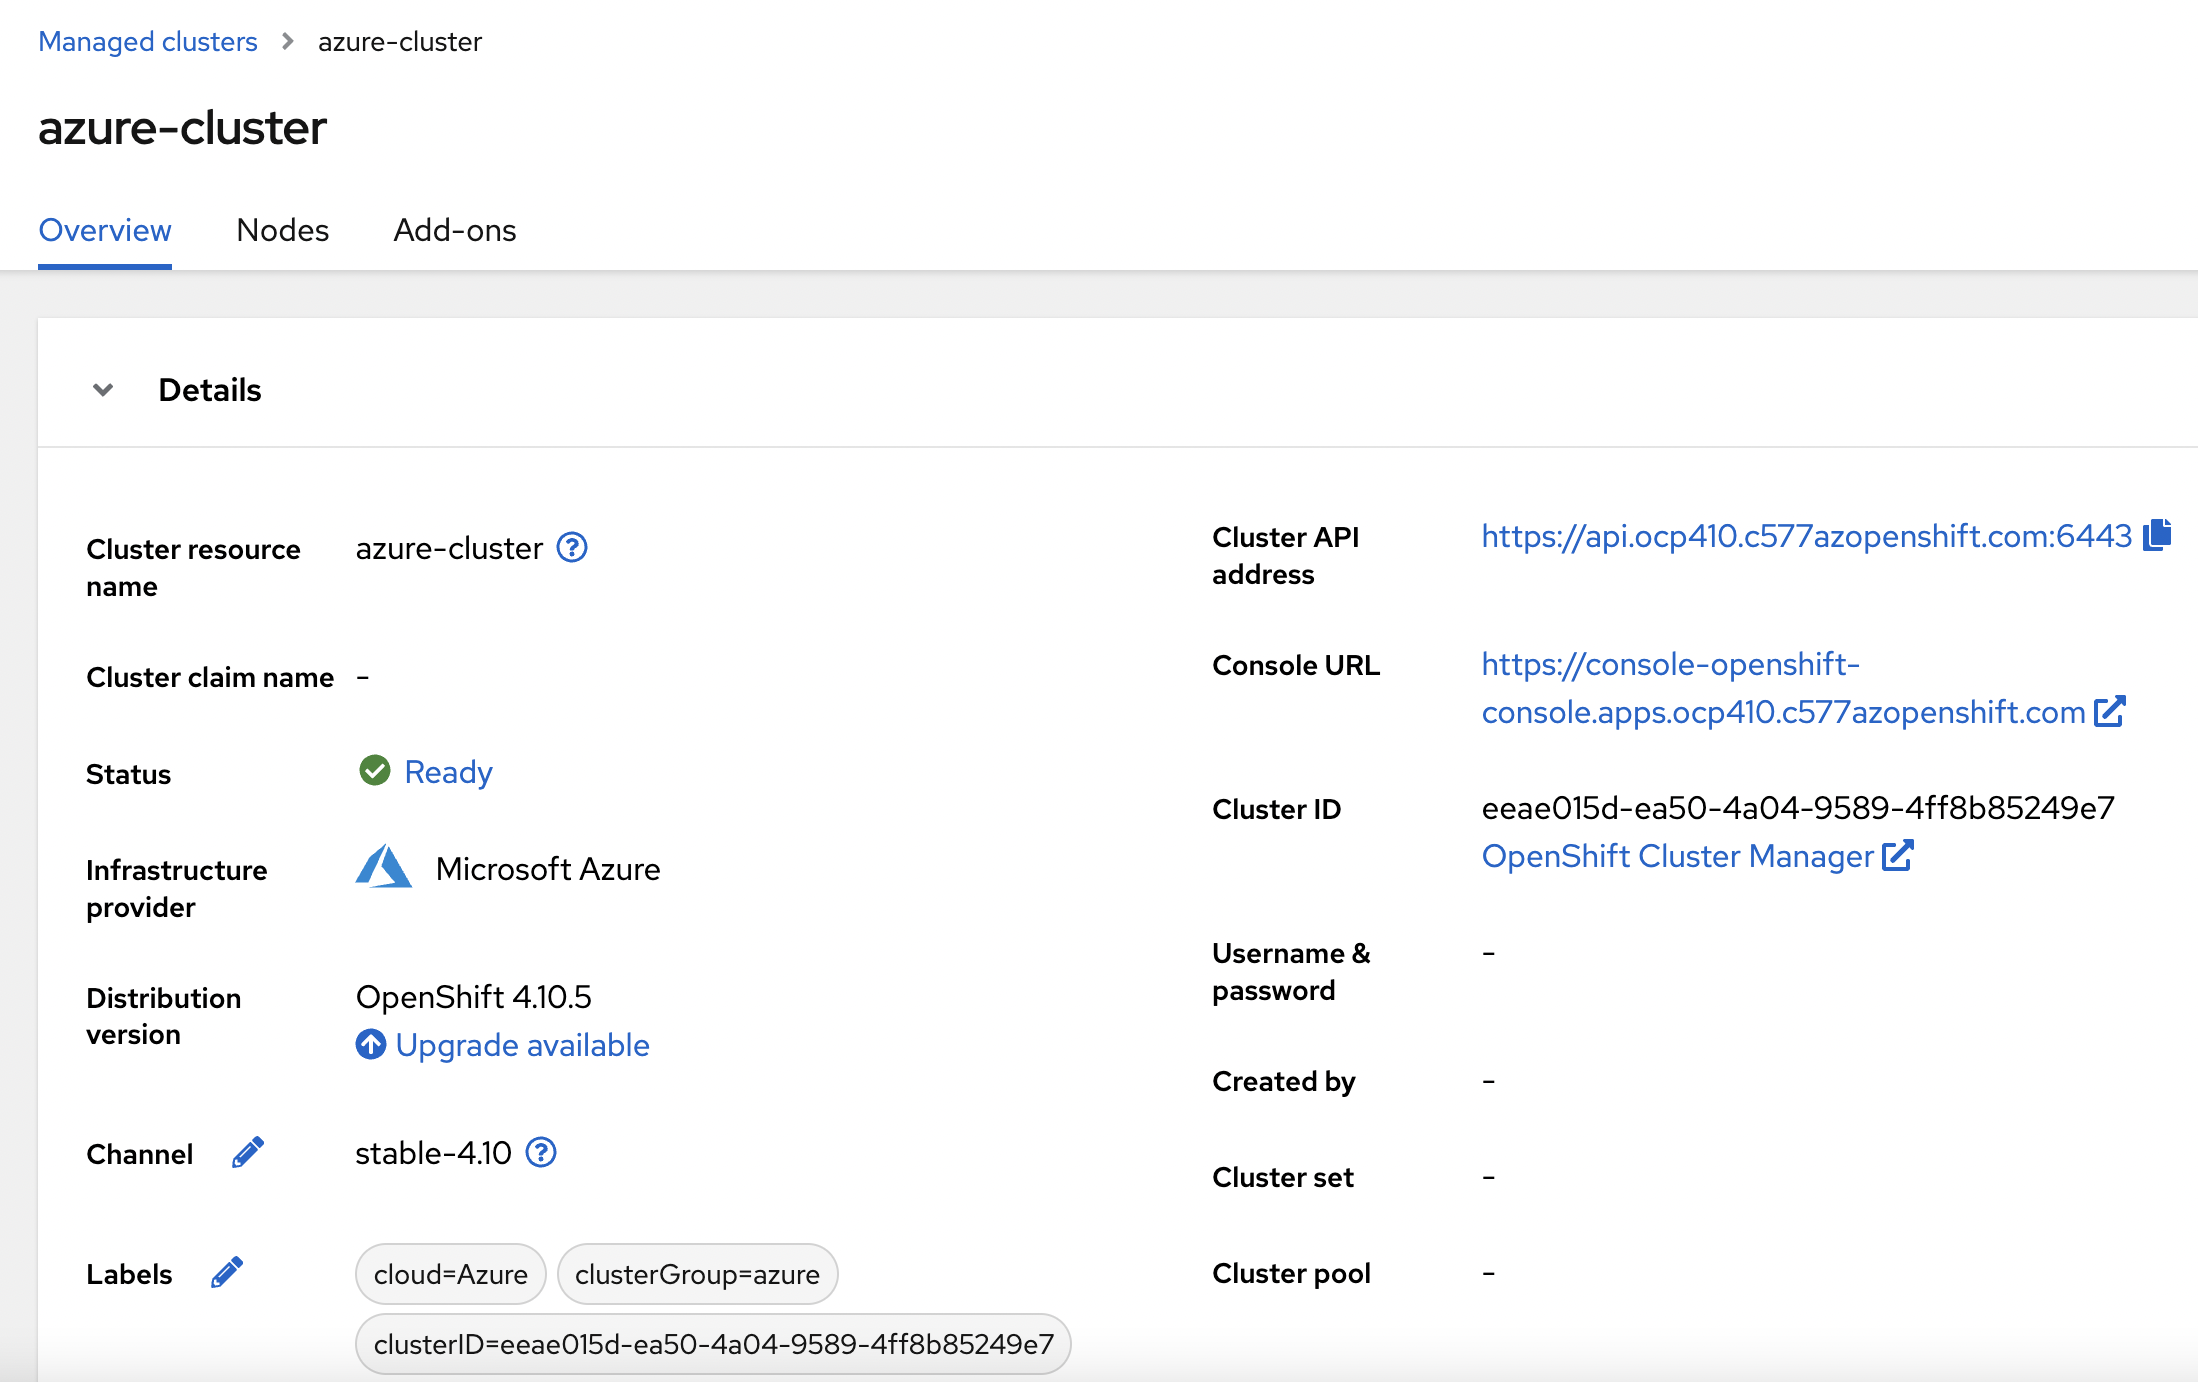 Managed clusters > azure-cluster
azure-cluster
Overview Nodes Add-ons
Details
Cluster resource
name
azure-cluster
Cluster claim name -
Status Ready
Infrastructure
provider
Microsoft Azure
Distribution
version
OpenShift 4.10.5
Upgrade available
Channel stable-4.10
Labels cloud=Azure clusterGroup=azure
clusterID=eeae015d-ea50-4a04-9589-4ff8b85249e7
Cluster API
address
https://api.ocp410.c577azopenshift.com:6443
Console URL
https://console-openshift-
console.apps.ocp410.c577azopenshift.com
Cluster ID eeae015d-ea50-4a04-9589-4ff8b85249e7
OpenShift Cluster Manager
Username &
password
-
Created by -
Cluster set -
Cluster pool -